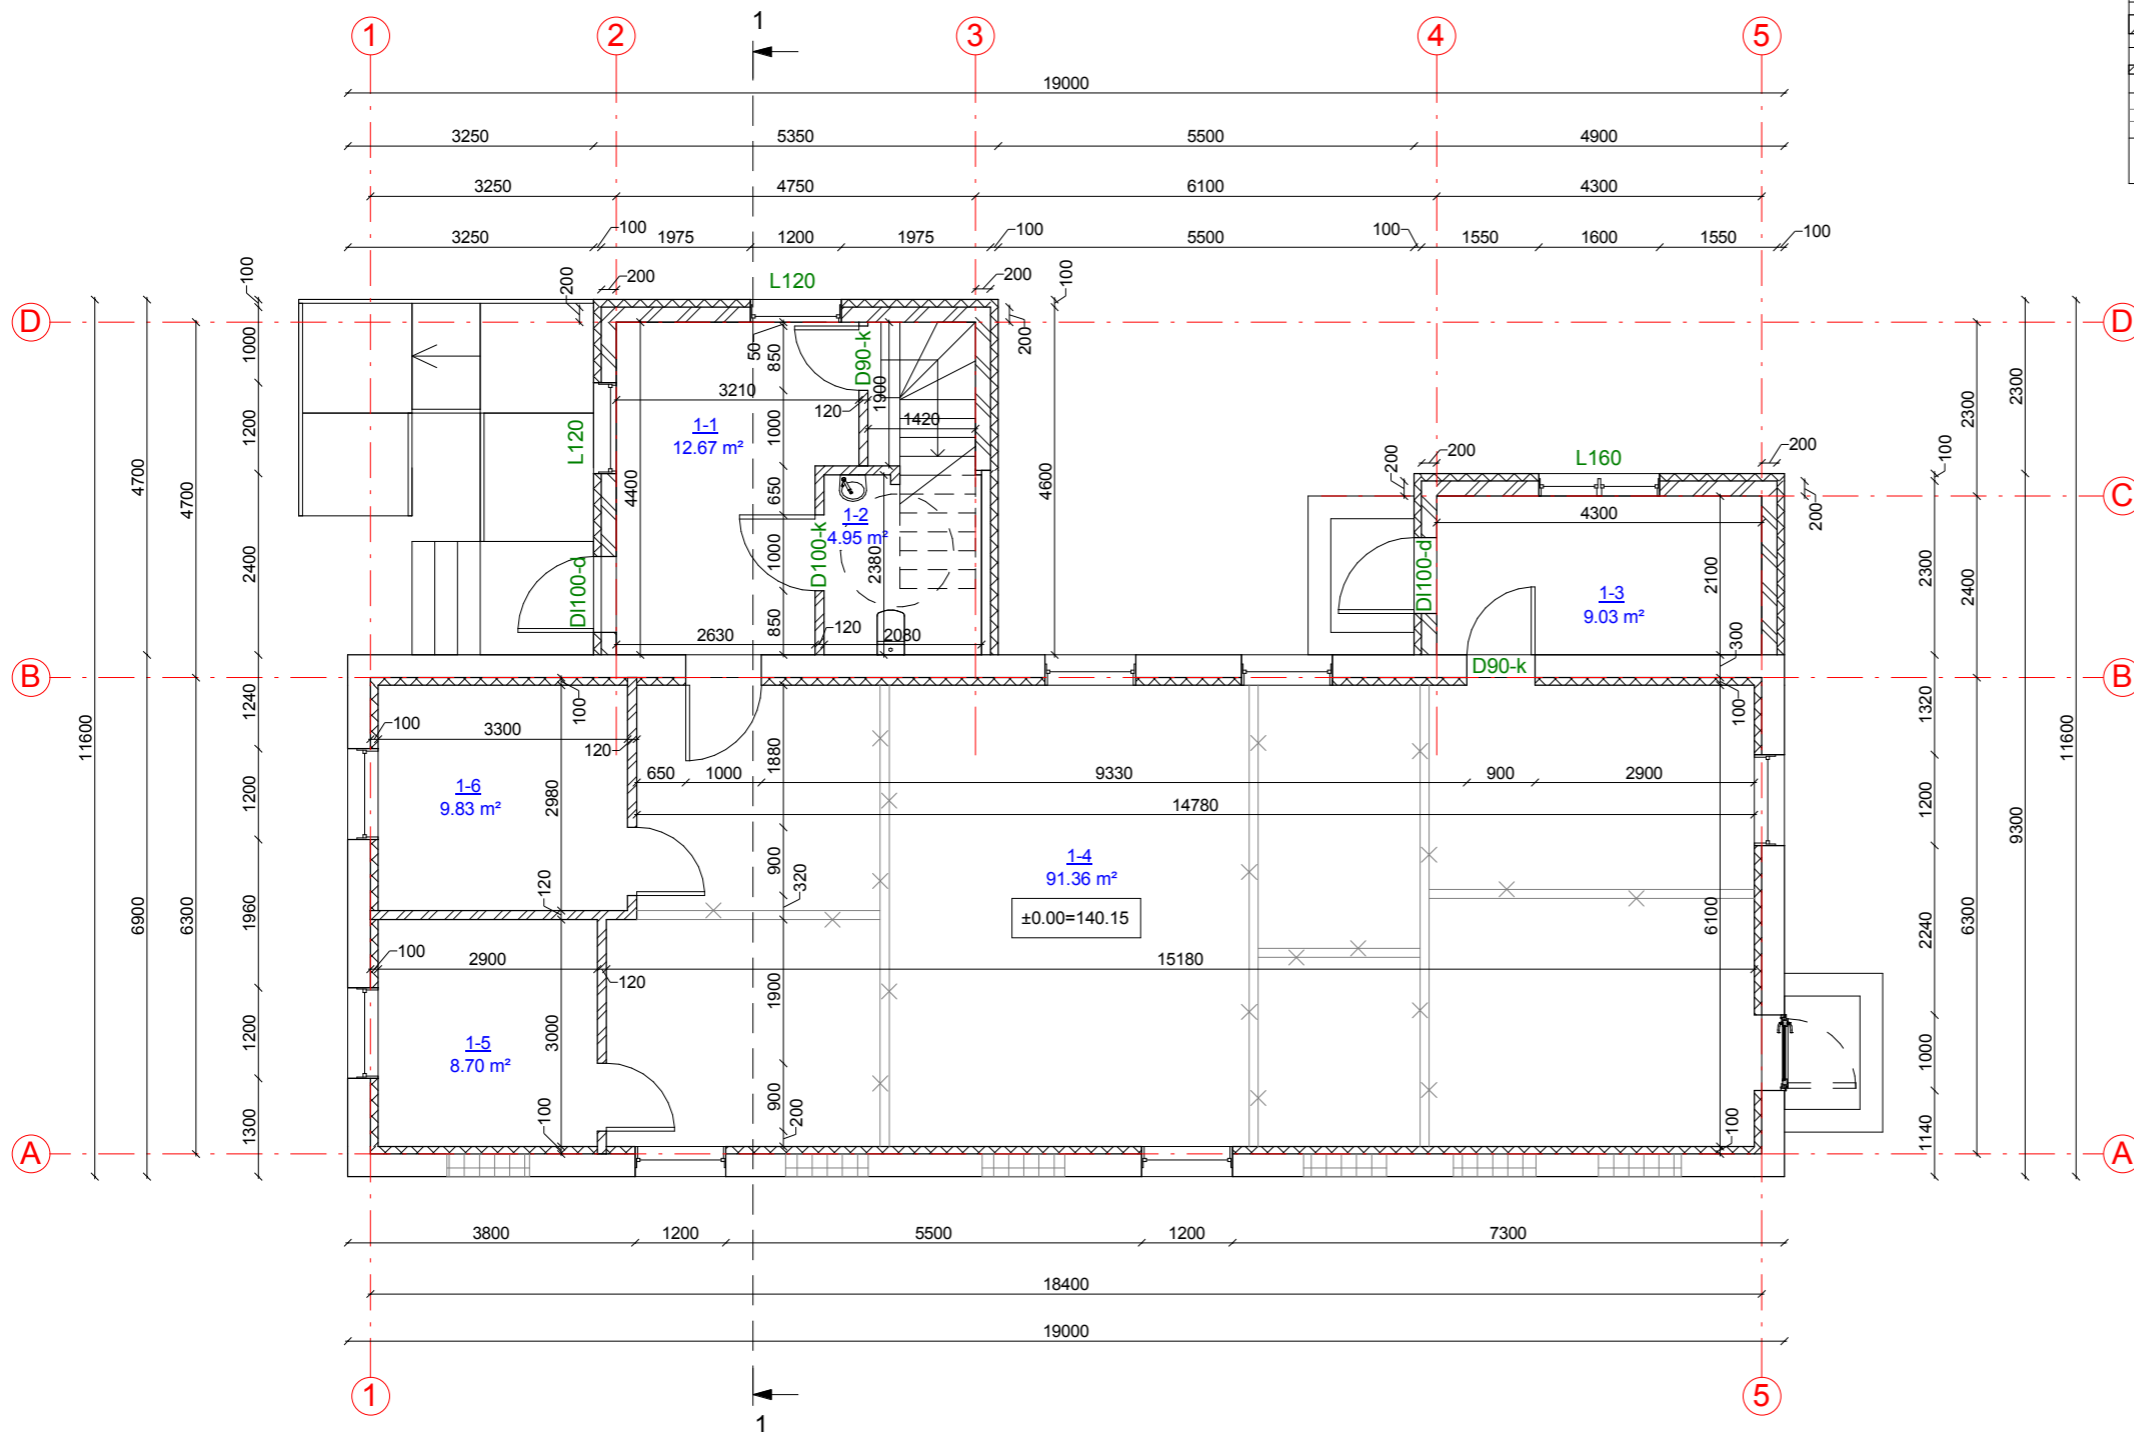 1
1 2 3 4 5
19000
3250 5350 5500 4900
3250 4750 6100 4300
3250 100 1975 1200 1975 100 5500 100 1550 1600 1550 100
100 200 200 L120 200 100
D D
1000 50 850 D90-k 1900 200
3210 120 1420
1200 L120 1-1 1000
12.67 m²
4700 4700 4400 650 4600
1-2
4.95 m²
2400 DI100-d 1000 D100-k 2380
2630 850 120 2080
2300 2300
100 200 200 L160 200 100
C C
4300 200
DI100-d 1-3 2100 2300 2400
9.03 m²
300
B D90-k B
11600 1240 100 3300 100 120 1880 100 1320 11600
650 1000 9330 900 2900
14780
1-6
9.83 m²
1200 2980 900 320 1200
1-4
91.36 m²
±0.00=140.15
6900 6300 1960 120 6100 2240 6300 9300
100 2900 120 15180
1-5
8.70 m²
1200 3000 1900 1000
1300 100 900 200 100 1140
A A
3800 1200 5500 1200 7300
18400
19000
1 5
1